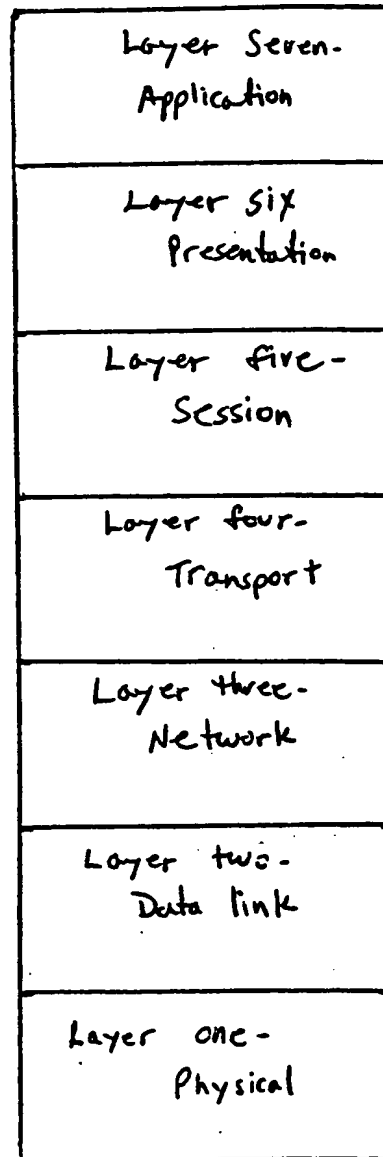 Layer Seven-
Application
Layer six
Presentation
Layer five-
Session
Layer four-
Transport
Layer three-
Network
Layer two-
Data link
Layer one-
Physical